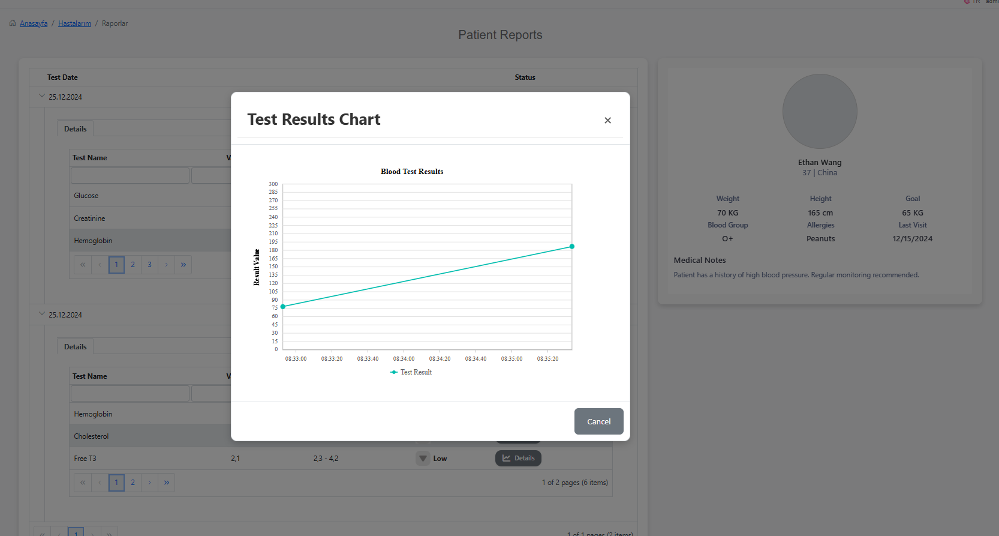 TR
Anasayfa / Hastalarım / Raporlar
Patient Reports
Test Date Status
25.12.2024
Details
Test Name V
Glucose
Creatinine
Hemoglobin
« ‹ 1 2 3 › »
25.12.2024
Details
Test Name V
Hemoglobin
Cholesterol
Free T3 2,1 2,3 - 4,2 Low Details
« ‹ 1 2 › » 1 of 2 pages (6 items)
« ‹ 1 › » 1 of 1 pages (2 items)
Test Results Chart ×
Blood Test Results
Result Value
300
285
270
255
240
225
210
195
180
165
150
135
120
105
90
75
60
45
30
15
0
08:33:00 08:33:20 08:33:40 08:34:00 08:34:20 08:34:40 08:35:00 08:35:20
Test Result
Cancel
Ethan Wang
37 | China
Weight Height Goal
70 KG 165 cm 65 KG
Blood Group Allergies Last Visit
O+ Peanuts 12/15/2024
Medical Notes
Patient has a history of high blood pressure. Regular monitoring recommended.